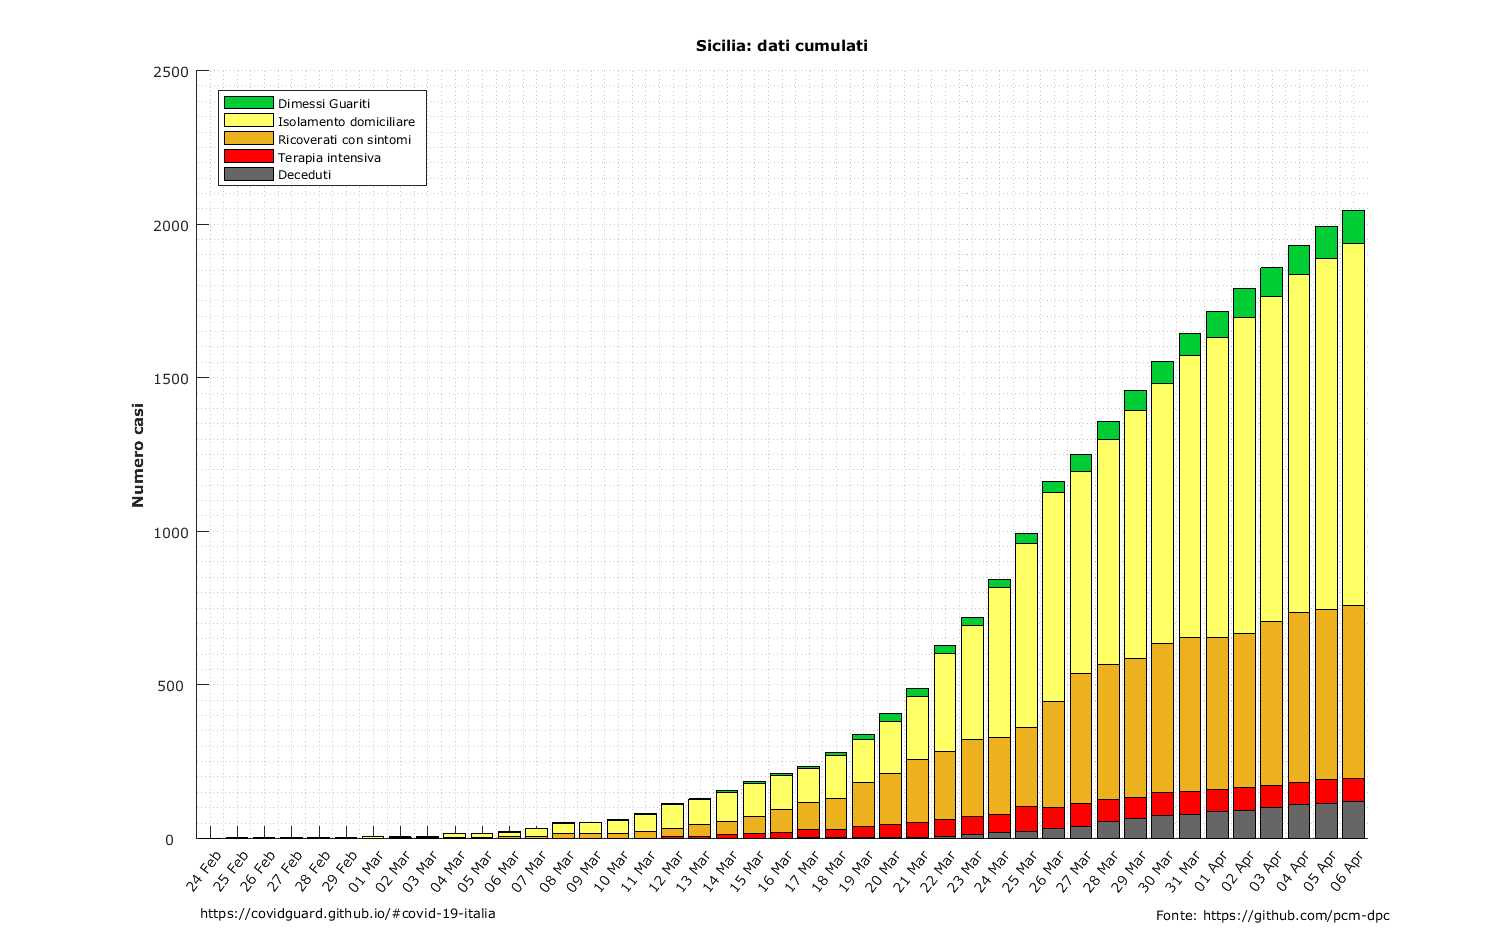 Sicilia: dati cumulati
2500
2000
1500
1000
500
0
Numero casi
Dimessi Guariti
Isolamento domiciliare
Ricoverati con sintomi
Terapia intensiva
Deceduti
24 Feb
25 Feb
26 Feb
27 Feb
28 Feb
29 Feb
01 Mar
02 Mar
03 Mar
04 Mar
05 Mar
06 Mar
07 Mar
08 Mar
09 Mar
10 Mar
11 Mar
12 Mar
13 Mar
14 Mar
15 Mar
16 Mar
17 Mar
18 Mar
19 Mar
20 Mar
21 Mar
22 Mar
23 Mar
24 Mar
25 Mar
26 Mar
27 Mar
28 Mar
29 Mar
30 Mar
31 Mar
01 Apr
02 Apr
03 Apr
04 Apr
05 Apr
06 Apr
https://covidguard.github.io/#covid-19-italia
Fonte: https://github.com/pcm-dpc